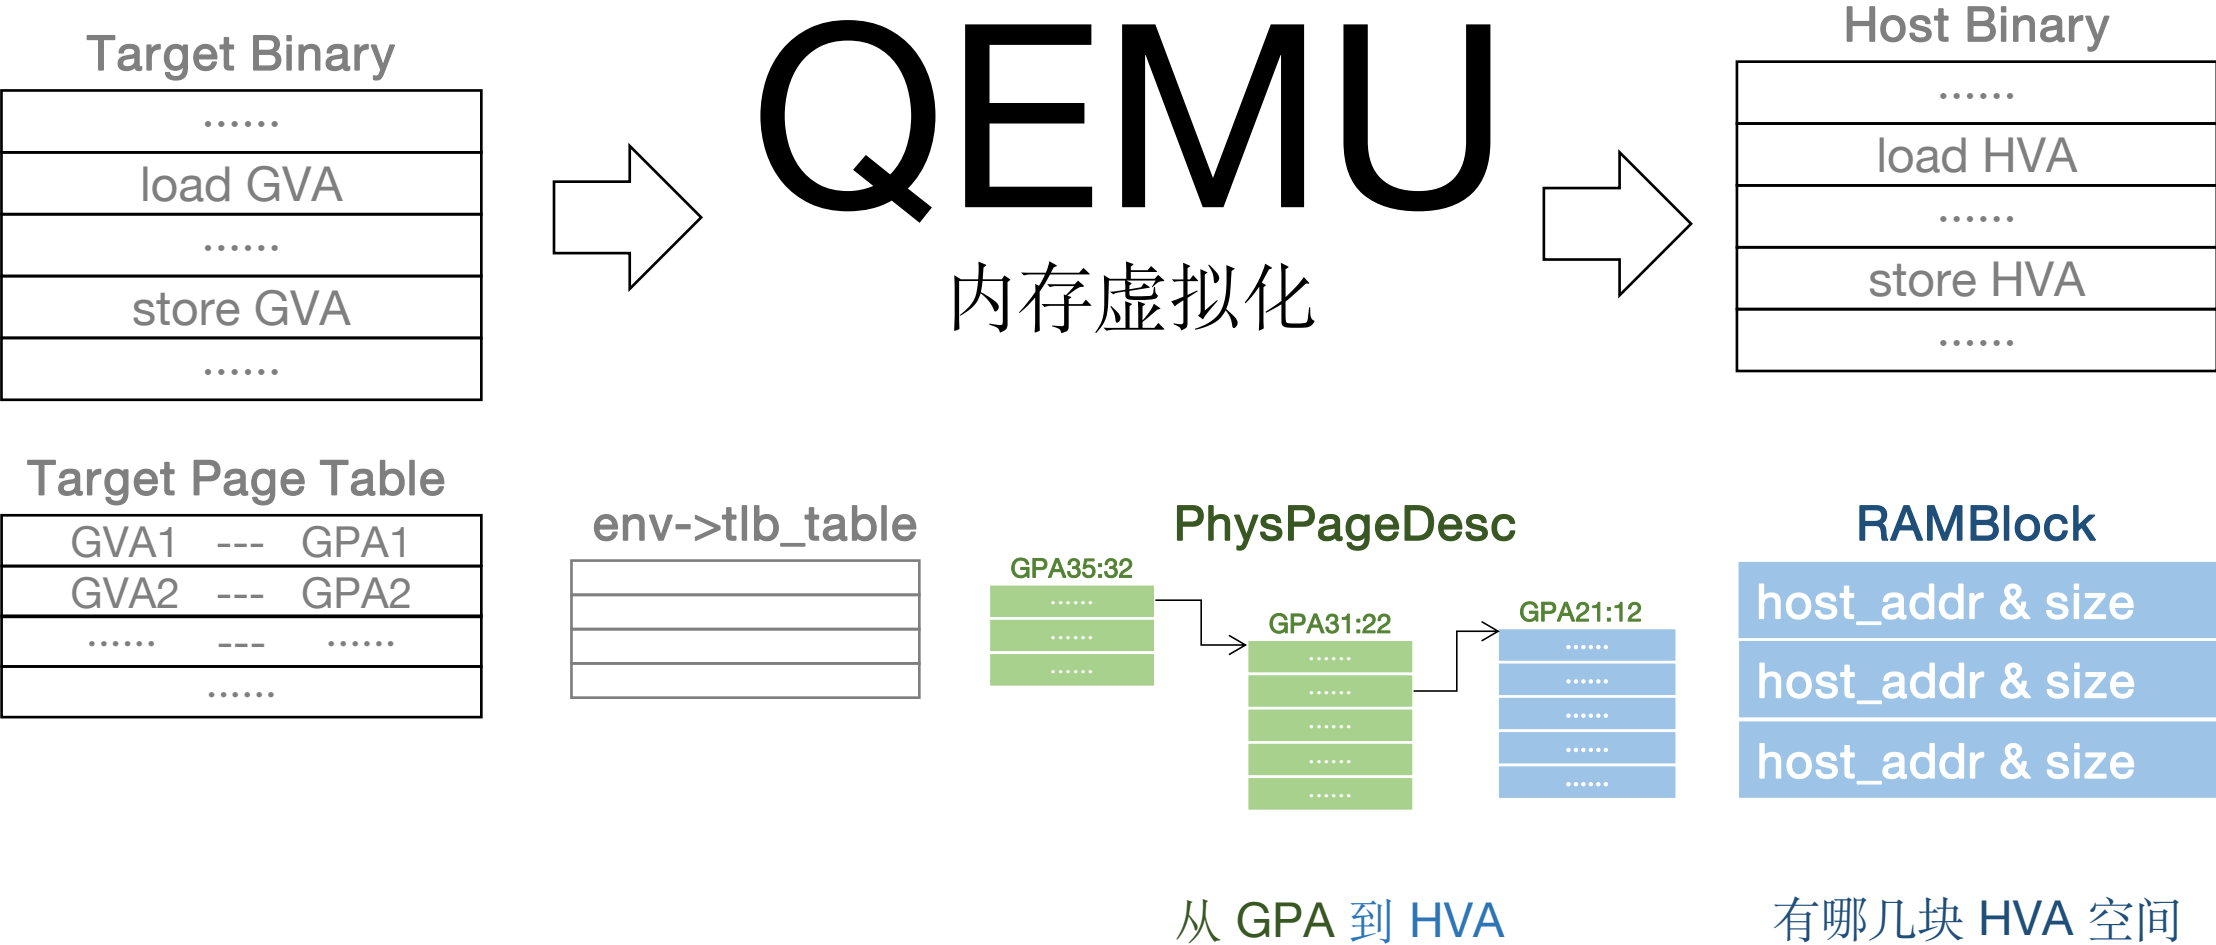 Target Binary
……
load GVA
……
store GVA
……
QEMU
内存虚拟化
Host Binary
……
load HVA
……
store HVA
……
Target Page Table
GVA1 --- GPA1
GVA2 --- GPA2
…… --- ……
……
env->tlb_table
PhysPageDesc
GPA35:32
……
……
……
GPA31:22
……
……
……
……
……
GPA21:12
……
……
……
……
……
从 GPA 到 HVA
RAMBlock
host_addr & size
host_addr & size
host_addr & size
有哪几块 HVA 空间